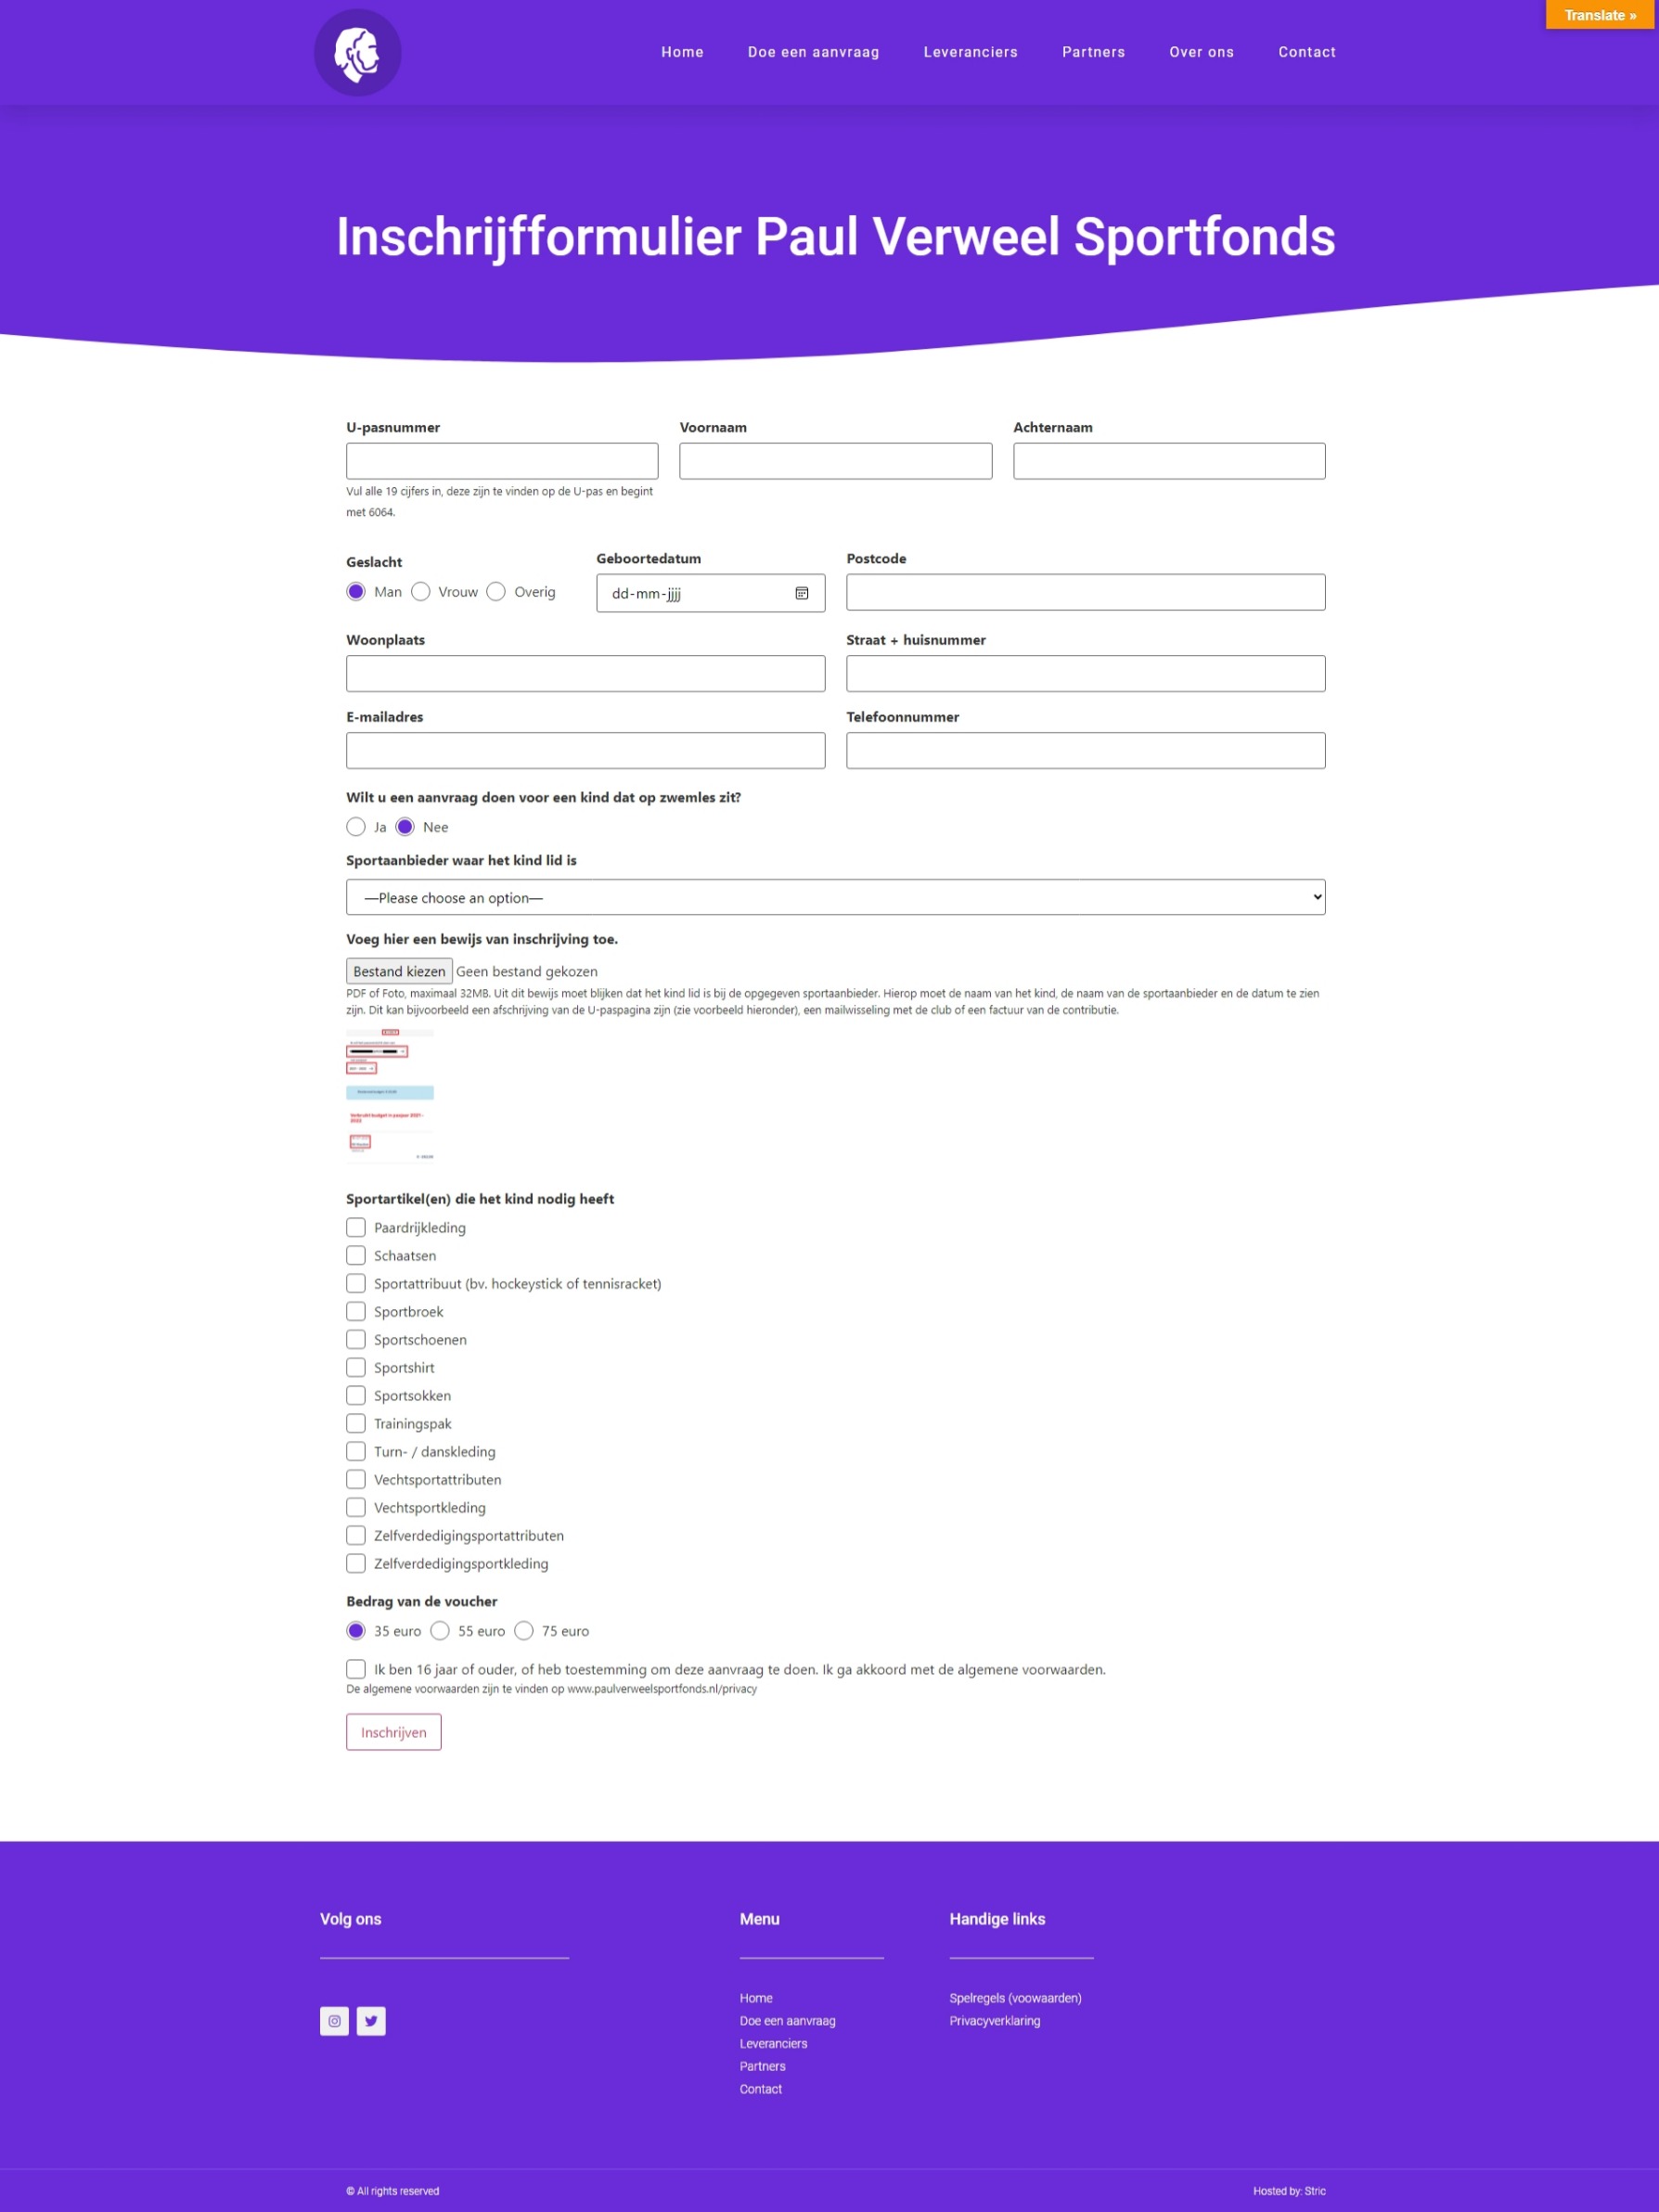 Translate »
Home Doe een aanvraag Leveranciers Partners Over ons Contact
Inschrijfformulier Paul Verweel Sportfonds
U-pasnummer Voornaam Achternaam
Vul alle 19 cijfers in, deze zijn te vinden op de U-pas en begint
met 6064.
Geslacht Geboortedatum Postcode
Man Vrouw Overig dd-mm-jjjj
Woonplaats Straat + huisnummer
E-mailadres Telefoonnummer
Wilt u een aanvraag doen voor een kind dat op zwemles zit?
Ja Nee
Sportaanbieder waar het kind lid is
—Please choose an option—
Voeg hier een bewijs van inschrijving toe.
Bestand kiezen Geen bestand gekozen
PDF of Foto, maximaal 32MB. Uit dit bewijs moet blijken dat het kind lid is bij de opgegeven sportaanbieder. Hierop moet de naam van het kind, de naam van de sportaanbieder en de datum te zien
zijn. Dit kan bijvoorbeeld een afschrijving van de U-paspagina zijn (zie voorbeeld hieronder), een mailwisseling met de club of een factuur van de contributie.
Verbruikt budget in pasjaar 2021 -
2022
Sportartikel(en) die het kind nodig heeft
Paardrijkleding
Schaatsen
Sportattribuut (bv. hockeystick of tennisracket)
Sportbroek
Sportschoenen
Sportshirt
Sportsokken
Trainingspak
Turn- / danskleding
Vechtsportattributen
Vechtsportkleding
Zelfverdedigingsportattributen
Zelfverdedigingsportkleding
Bedrag van de voucher
35 euro 55 euro 75 euro
Ik ben 16 jaar of ouder, of heb toestemming om deze aanvraag te doen. Ik ga akkoord met de algemene voorwaarden.
De algemene voorwaarden zijn te vinden op www.paulverweelsportfonds.nl/privacy
Inschrijven
Volg ons Menu Handige links
Home Spelregels (voowaarden)
Doe een aanvraag Privacyverklaring
Leveranciers
Partners
Contact
© All rights reserved Hosted by: Stric